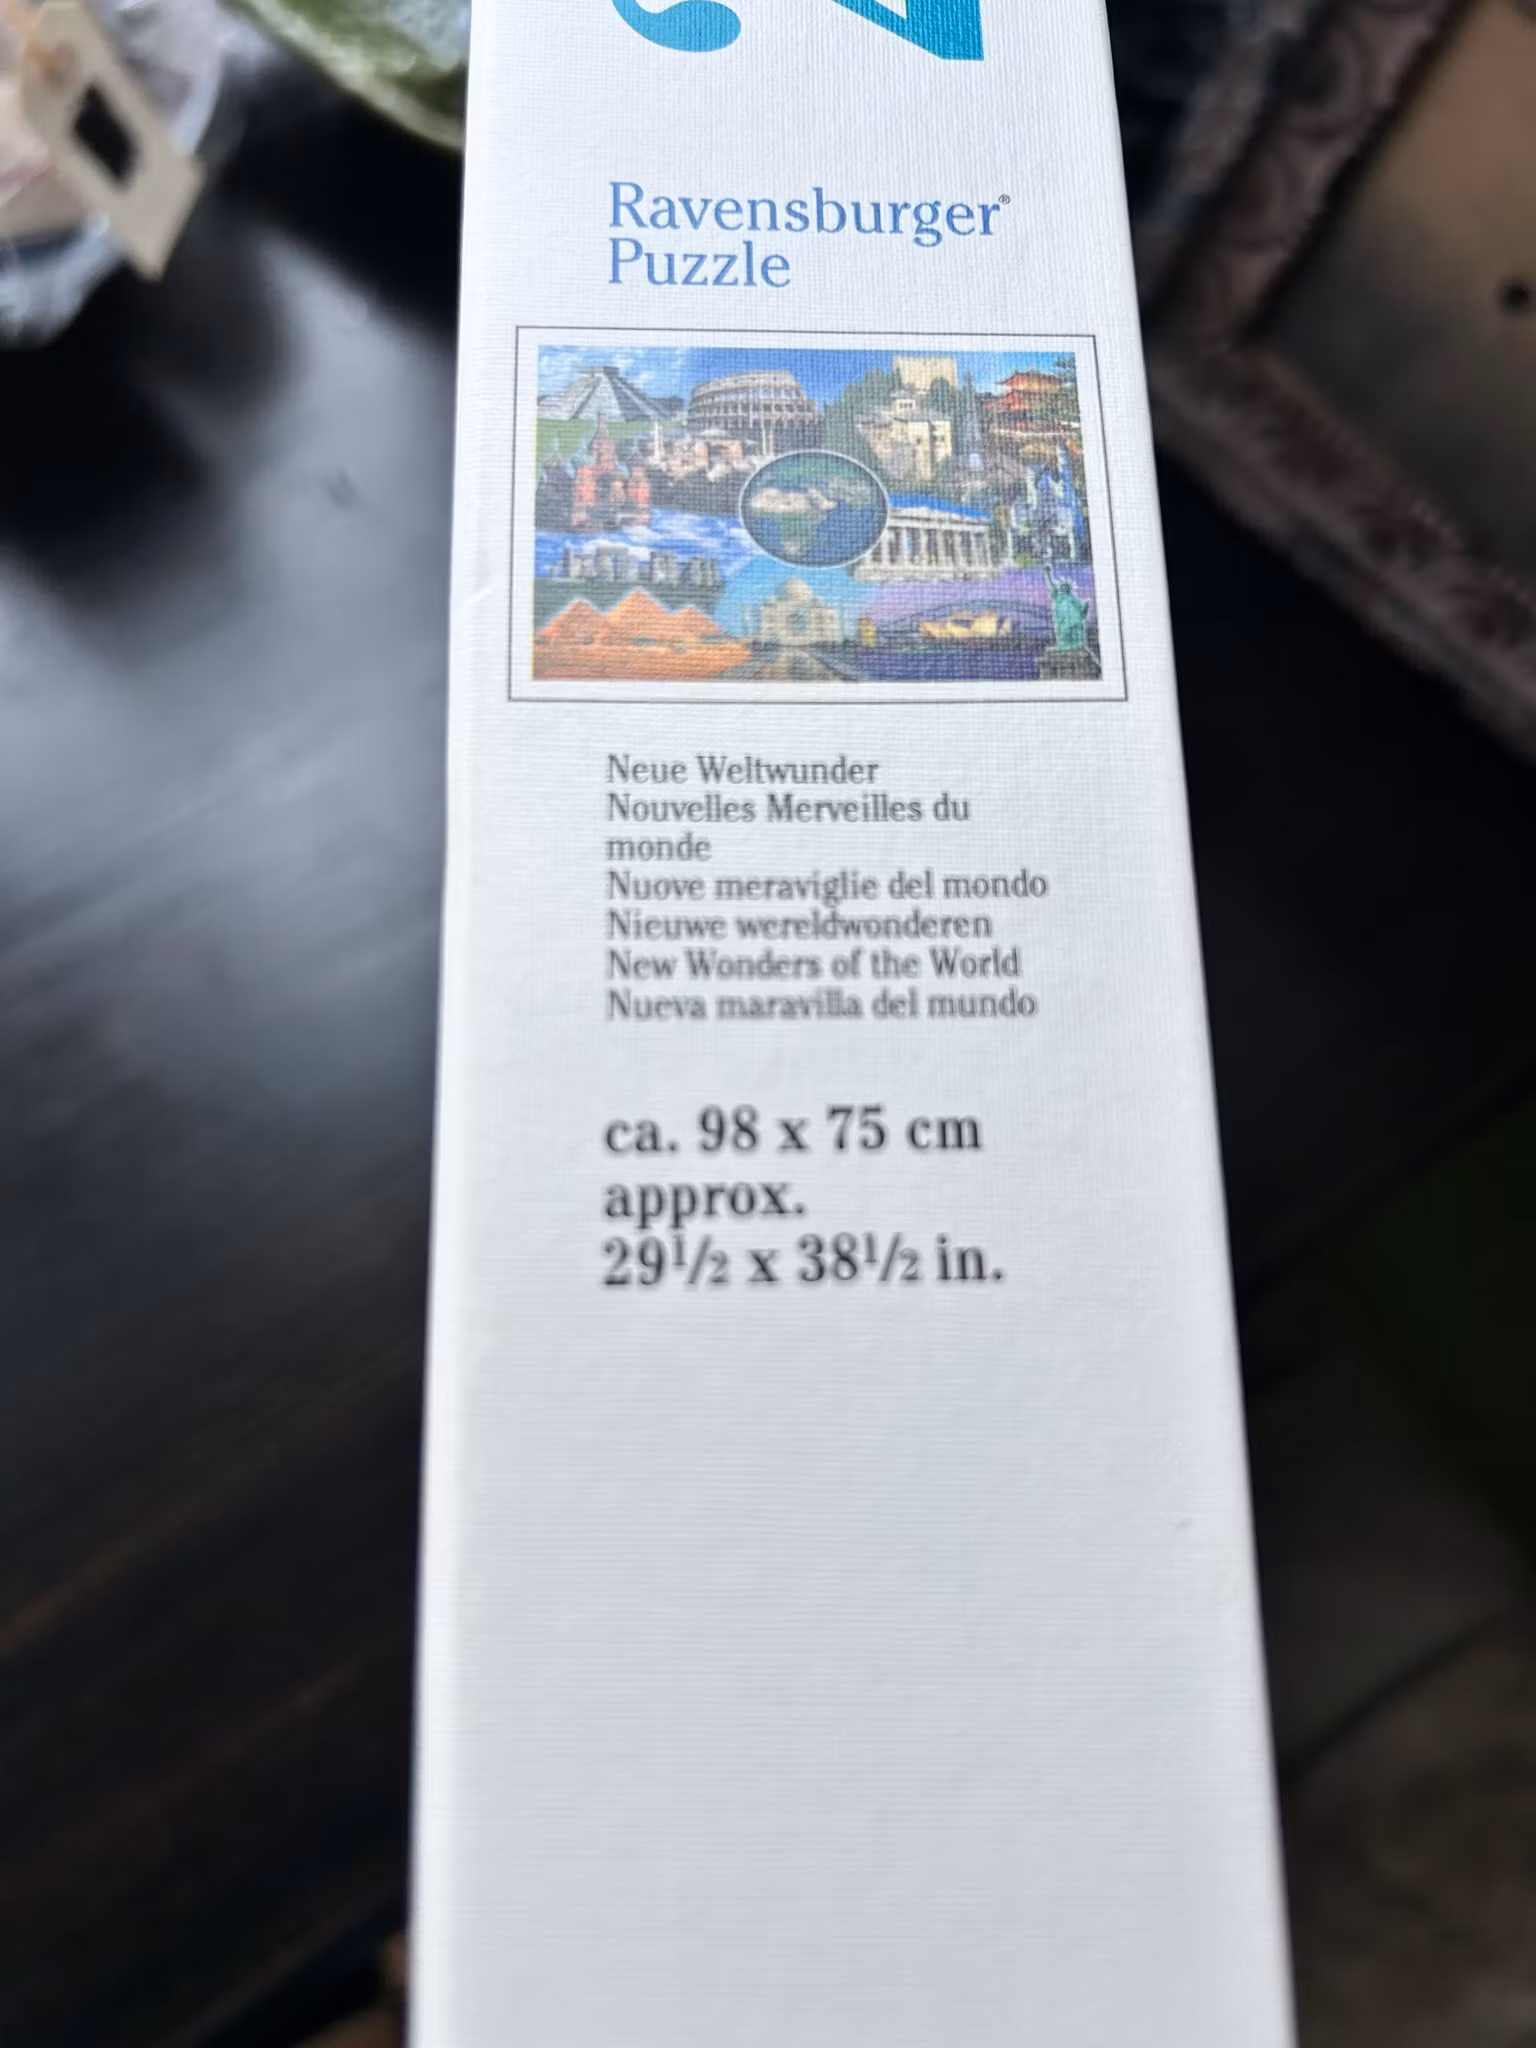 Ravensburger®
Puzzle
Neue Weltwunder
Nouvelles Merveilles du
monde
Nuove meraviglie del mondo
Nieuwe wereldwonderen
New Wonders of the World
Nueva maravilla del mundo
ca. 98 x 75 cm
approx.
29½ x 38½ in.